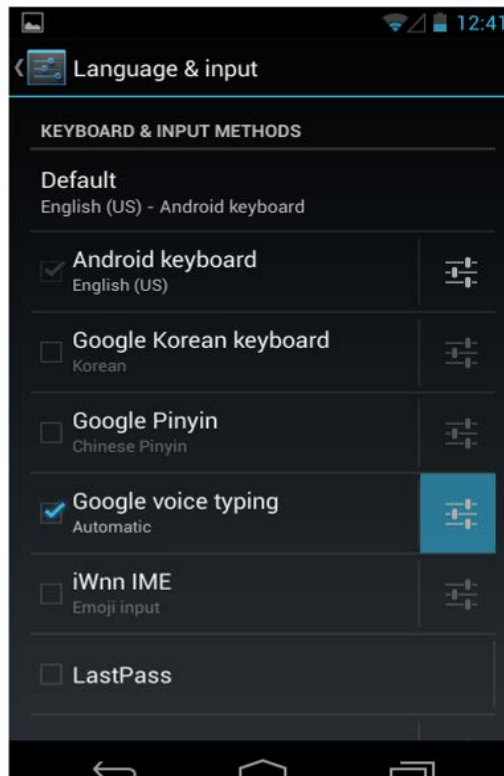 12:41
Language & input
KEYBOARD & INPUT METHODS
Default
English (US) - Android keyboard
Android keyboard
English (US)
Google Korean keyboard
Korean
Google Pinyin
Chinese Pinyin
Google voice typing
Automatic
iWnn IME
Emoji input
LastPass